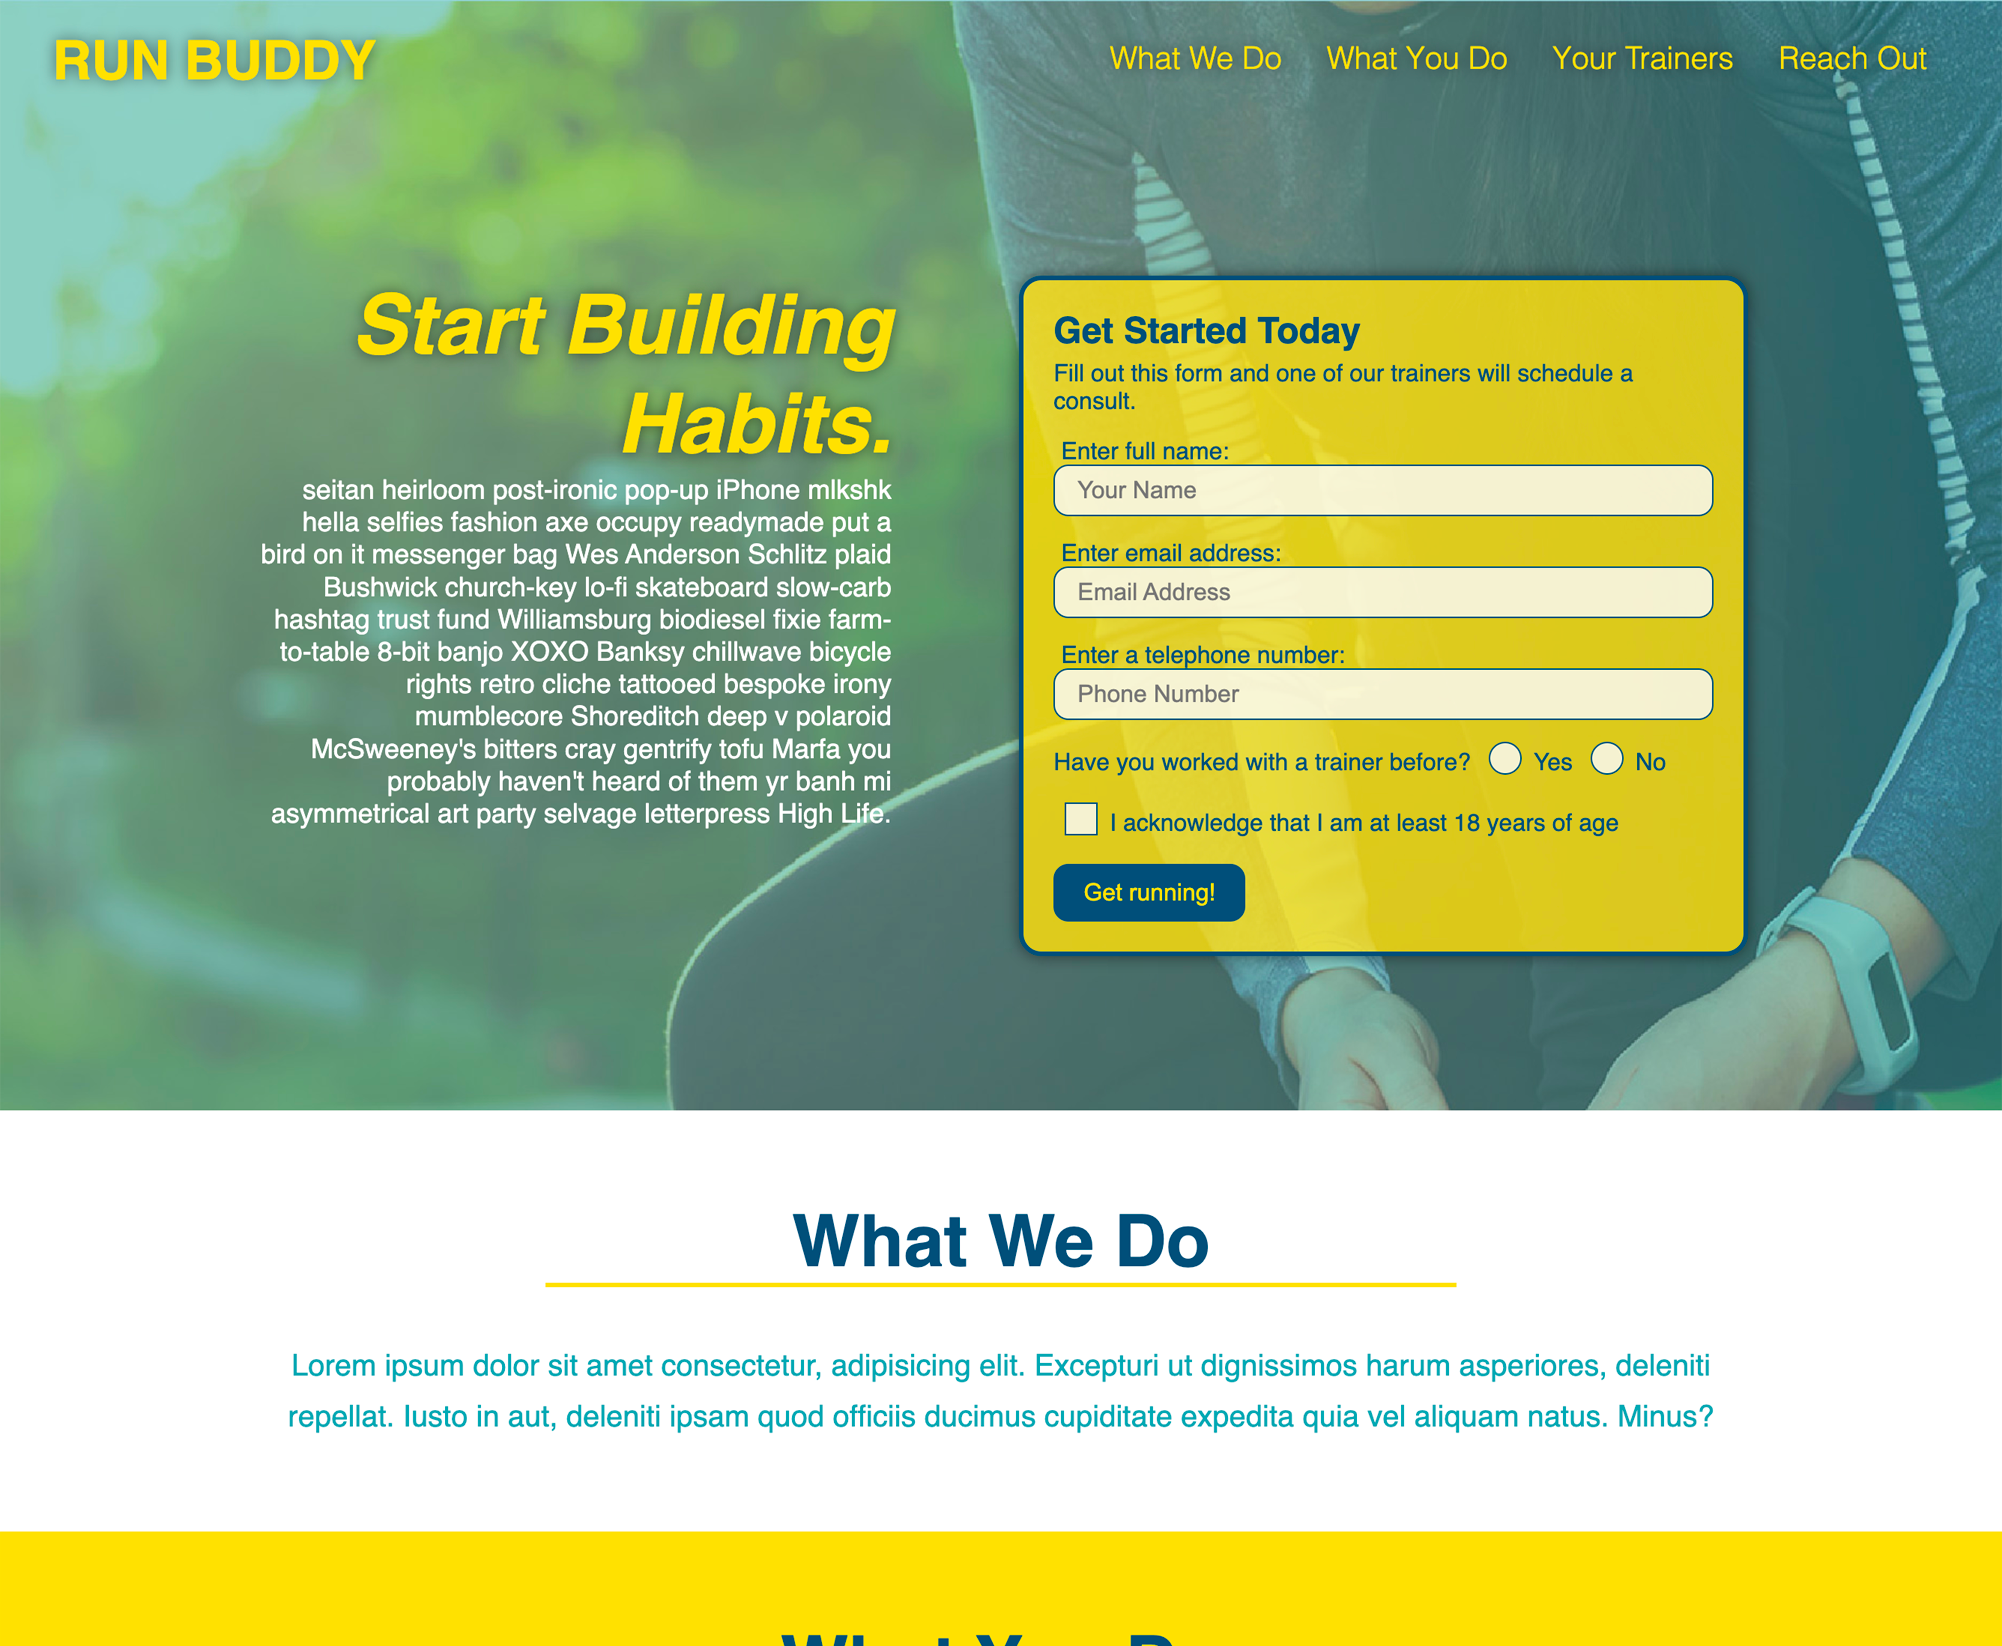 RUN BUDDY
What We Do What You Do Your Trainers Reach Out
Start Building
Habits.
seitan heirloom post-ironic pop-up iPhone mlkshk
hella selfies fashion axe occupy readymade put a
bird on it messenger bag Wes Anderson Schlitz plaid
Bushwick church-key lo-fi skateboard slow-carb
hashtag trust fund Williamsburg biodiesel fixie farm-
to-table 8-bit banjo XOXO Banksy chillwave bicycle
rights retro cliche tattooed bespoke irony
mumblecore Shoreditch deep v polaroid
McSweeney's bitters cray gentrify tofu Marfa you
probably haven't heard of them yr banh mi
asymmetrical art party selvage letterpress High Life.
Get Started Today
Fill out this form and one of our trainers will schedule a
consult.
Enter full name:
Your Name
Enter email address:
Email Address
Enter a telephone number:
Phone Number
Have you worked with a trainer before? Yes No
I acknowledge that I am at least 18 years of age
Get running!
What We Do
Lorem ipsum dolor sit amet consectetur, adipisicing elit. Excepturi ut dignissimos harum asperiores, deleniti
repellat. Iusto in aut, deleniti ipsam quod officiis ducimus cupiditate expedita quia vel aliquam natus. Minus?
What You Do